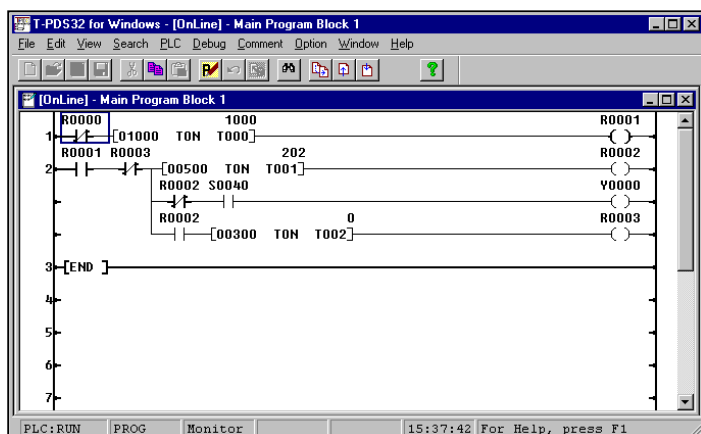 T-PDS32 for Windows - [OnLine] - Main Program Block 1
File Edit View Search PLC Debug Comment Option Window Help
[OnLine] - Main Program Block 1
R0000 1000 R0001
1 [01000 TON T000]
R0001 R0003 202 R0002
2 [00500 TON T001]
R0002 S0040 Y0000
R0002 0 R0003
[00300 TON T002]
3 [END ]
4
5
6
7
PLC:RUN PROG Monitor 15:37:42 For Help, press F1